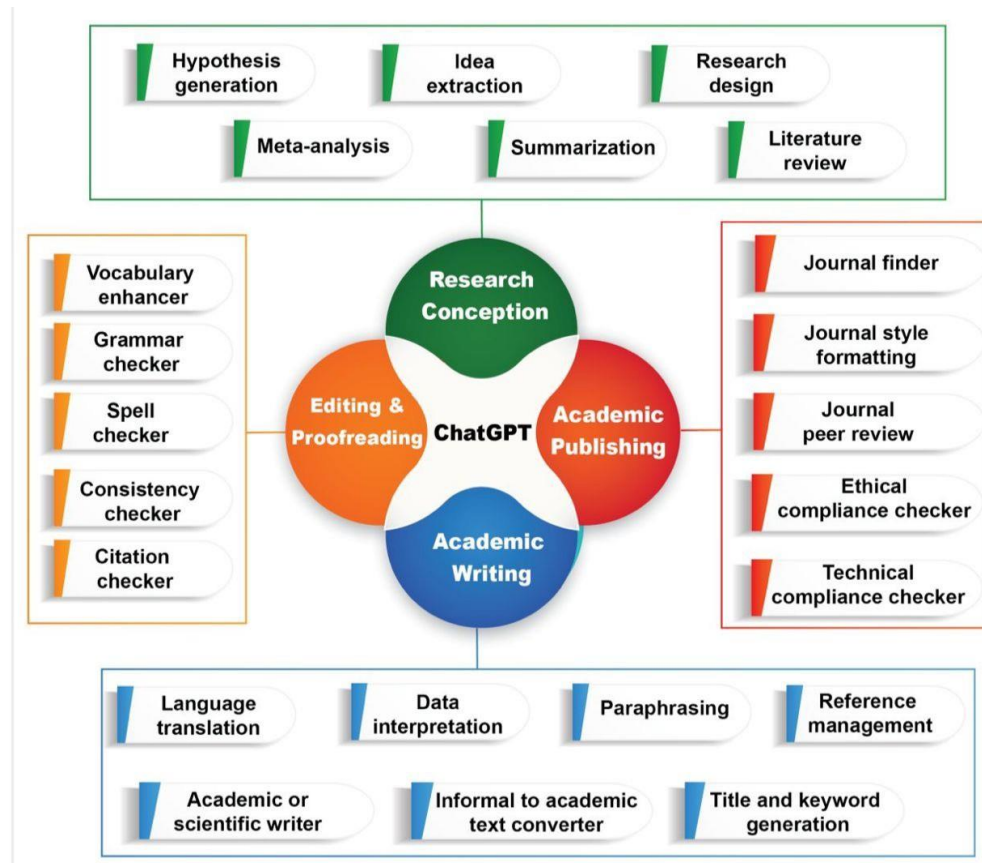 Hypothesis
generation
Idea
extraction
Research
design
Meta-analysis
Summarization
Literature
review
Research
Conception
Vocabulary
enhancer
Grammar
checker
Spell
checker
Consistency
checker
Citation
checker
Editing &
Proofreading
ChatGPT
Academic
Publishing
Journal finder
Journal style
formatting
Journal
peer review
Ethical
compliance checker
Technical
compliance checker
Academic
Writing
Language
translation
Data
interpretation
Paraphrasing
Reference
management
Academic or
scientific writer
Informal to academic
text converter
Title and keyword
generation